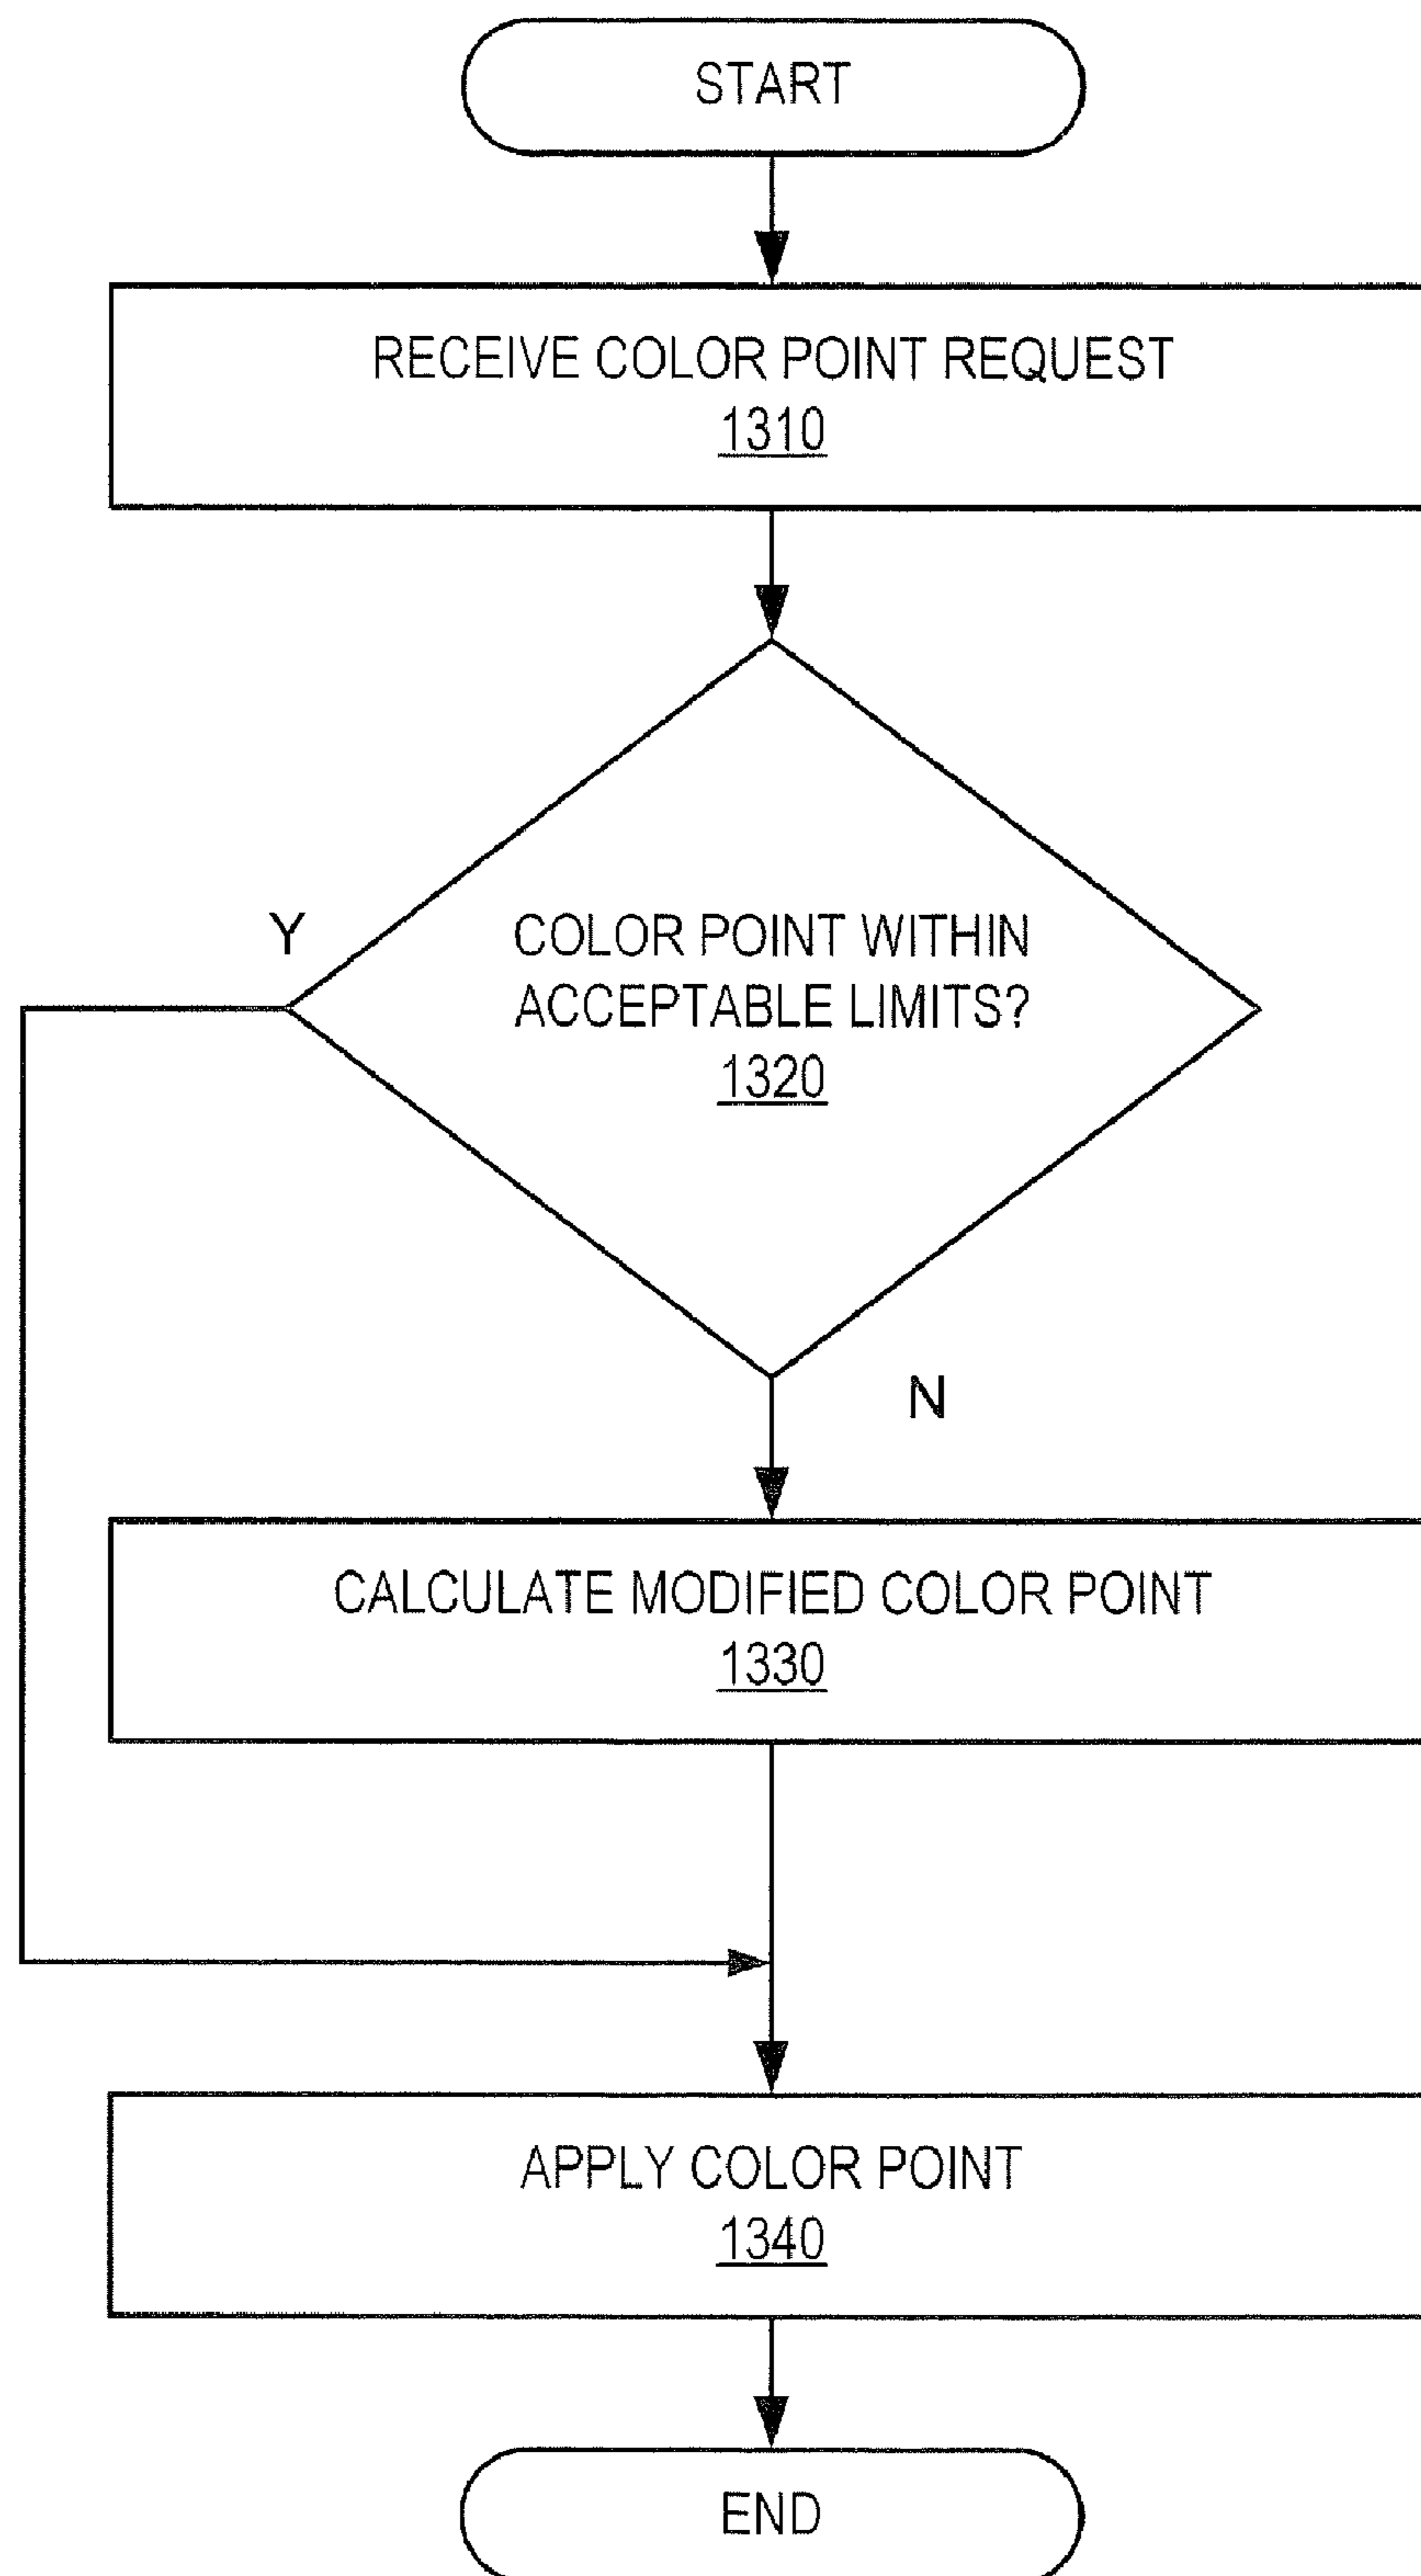 START
RECEIVE COLOR POINT REQUEST
1310
Y
COLOR POINT WITHIN
ACCEPTABLE LIMITS?
1320
N
CALCULATE MODIFIED COLOR POINT
1330
APPLY COLOR POINT
1340
END